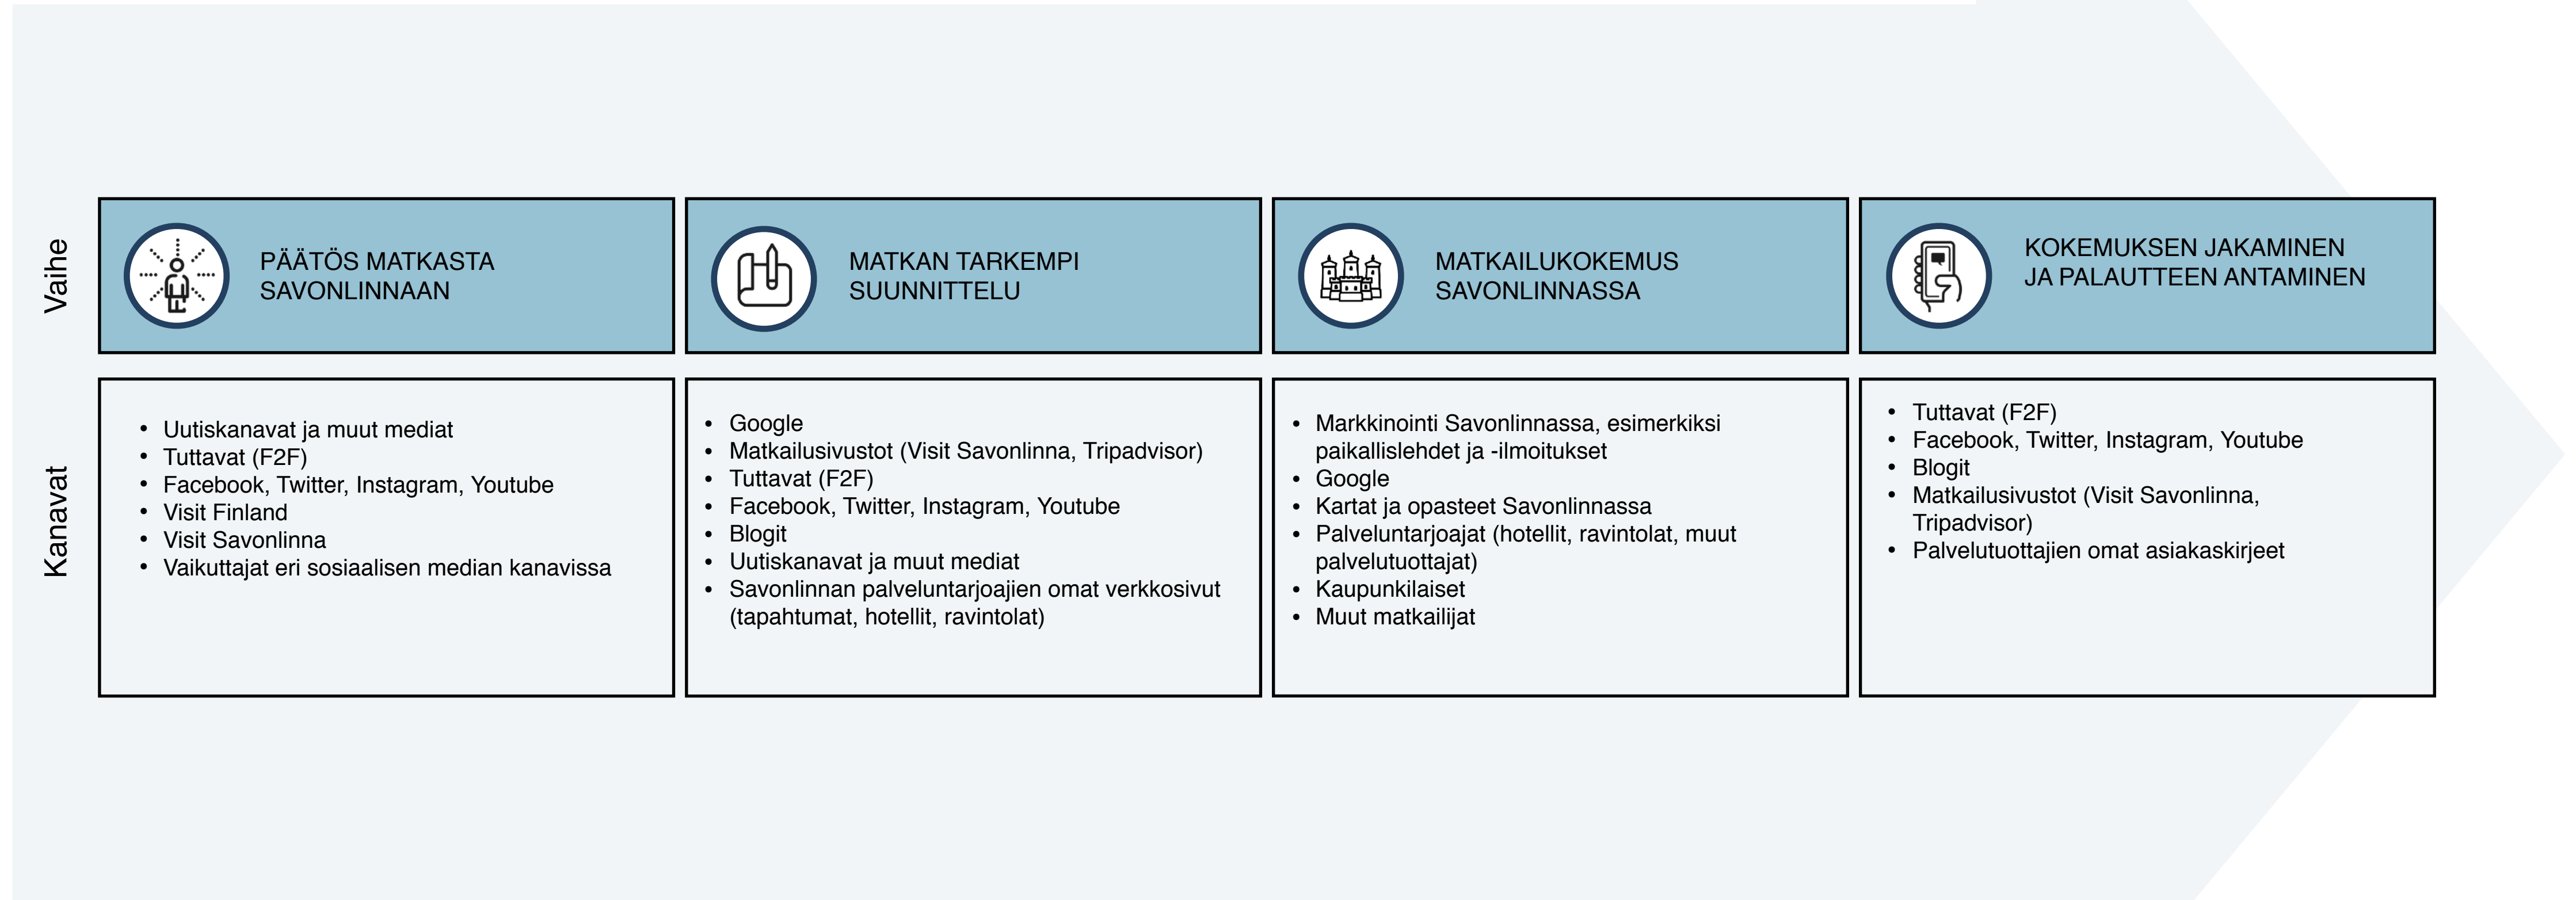 Vaihe
PÄÄTÖS MATKASTA
SAVONLINNAAN
MATKAN TARKEMPI
SUUNNITTELU
MATKAILUKOKEMUS
SAVONLINNASSA
KOKEMUKSEN JAKAMINEN
JA PALAUTTEEN ANTAMINEN
Kanavat
• Uutiskanavat ja muut mediat
• Tuttavat (F2F)
• Facebook, Twitter, Instagram, Youtube
• Visit Finland
• Visit Savonlinna
• Vaikuttajat eri sosiaalisen median kanavissa
• Google
• Matkailusivustot (Visit Savonlinna, Tripadvisor)
• Tuttavat (F2F)
• Facebook, Twitter, Instagram, Youtube
• Blogit
• Uutiskanavat ja muut mediat
• Savonlinnan palveluntarjoajien omat verkkosivut
(tapahtumat, hotellit, ravintolat)
• Markkinointi Savonlinnassa, esimerkiksi
paikallislehdet ja -ilmoitukset
• Google
• Kartat ja opasteet Savonlinnassa
• Palveluntarjoajat (hotellit, ravintolat, muut
palvelutuottajat)
• Kaupunkilaiset
• Muut matkailijat
• Tuttavat (F2F)
• Facebook, Twitter, Instagram, Youtube
• Blogit
• Matkailusivustot (Visit Savonlinna,
Tripadvisor)
• Palvelutuottajien omat asiakaskirjeet